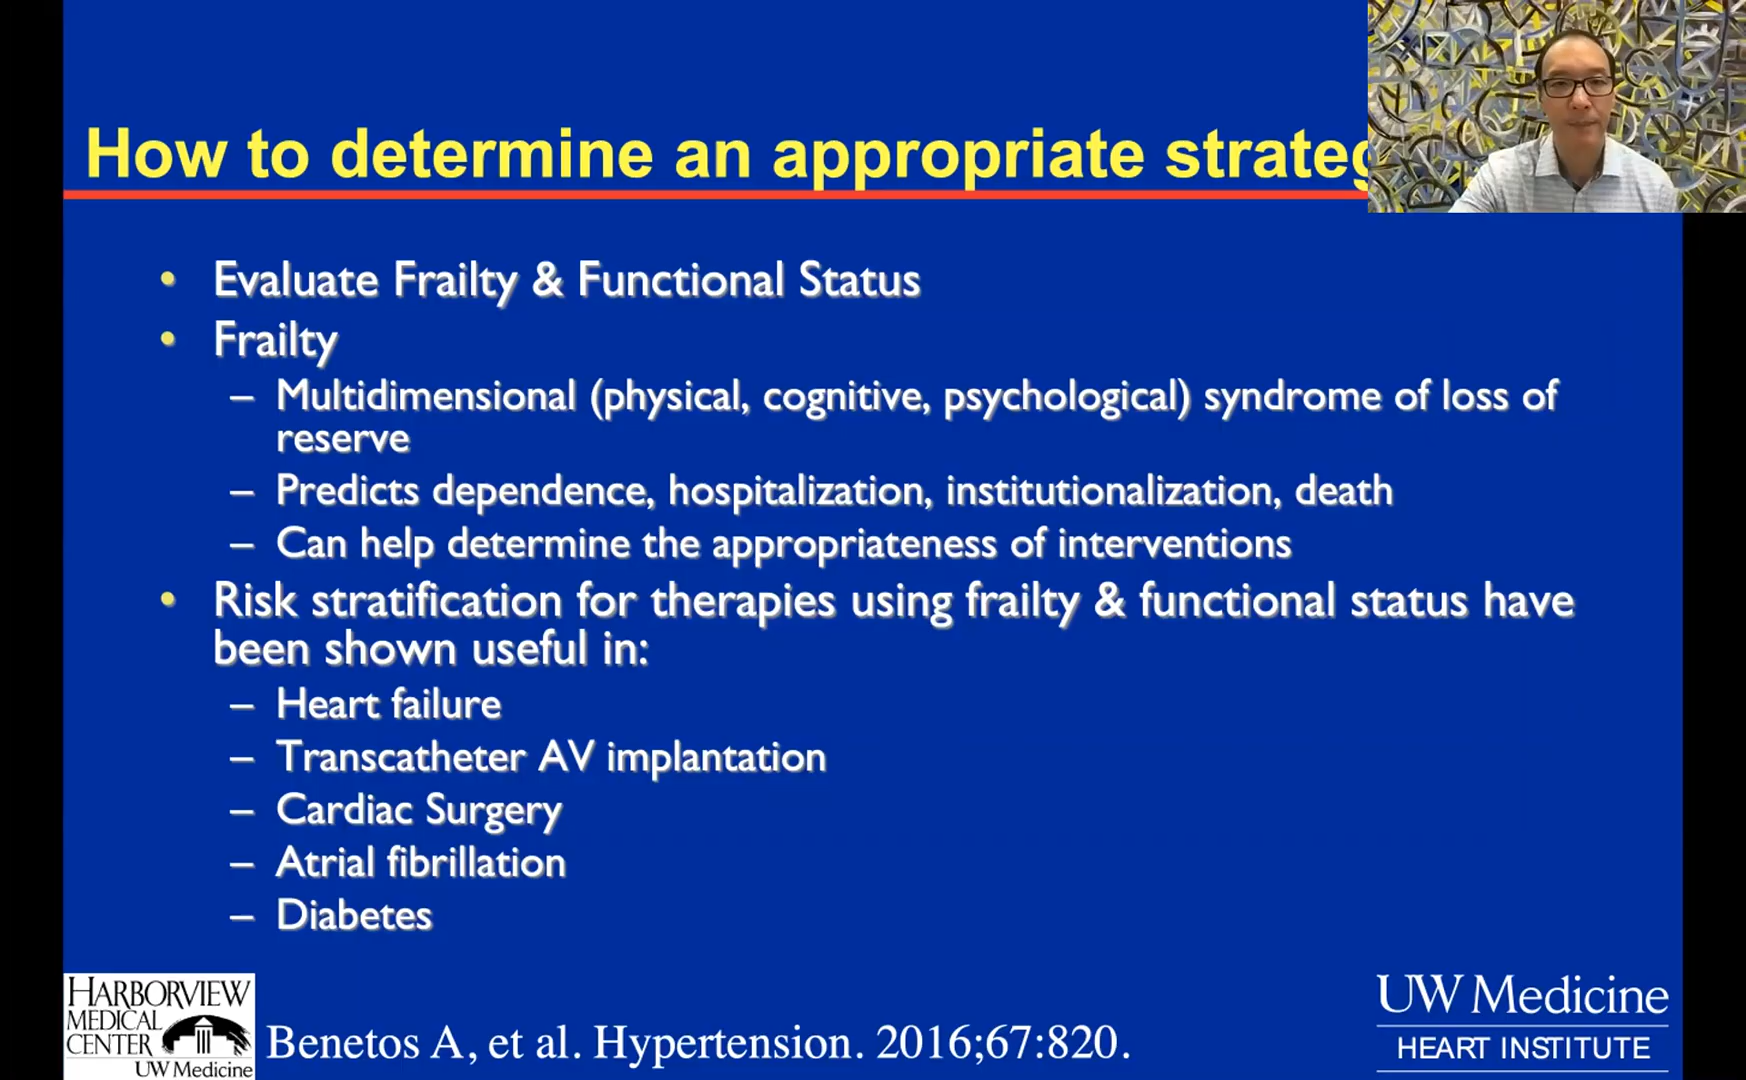 How to determine an appropriate strateg
• Evaluate Frailty & Functional Status
• Frailty
– Multidimensional (physical, cognitive, psychological) syndrome of loss of
reserve
– Predicts dependence, hospitalization, institutionalization, death
– Can help determine the appropriateness of interventions
• Risk stratification for therapies using frailty & functional status have
been shown useful in:
– Heart failure
– Transcatheter AV implantation
– Cardiac Surgery
– Atrial fibrillation
– Diabetes
HARBORVIEW
MEDICAL
CENTER
UW Medicine
Benetos A, et al. Hypertension. 2016;67:820.
UW Medicine
HEART INSTITUTE